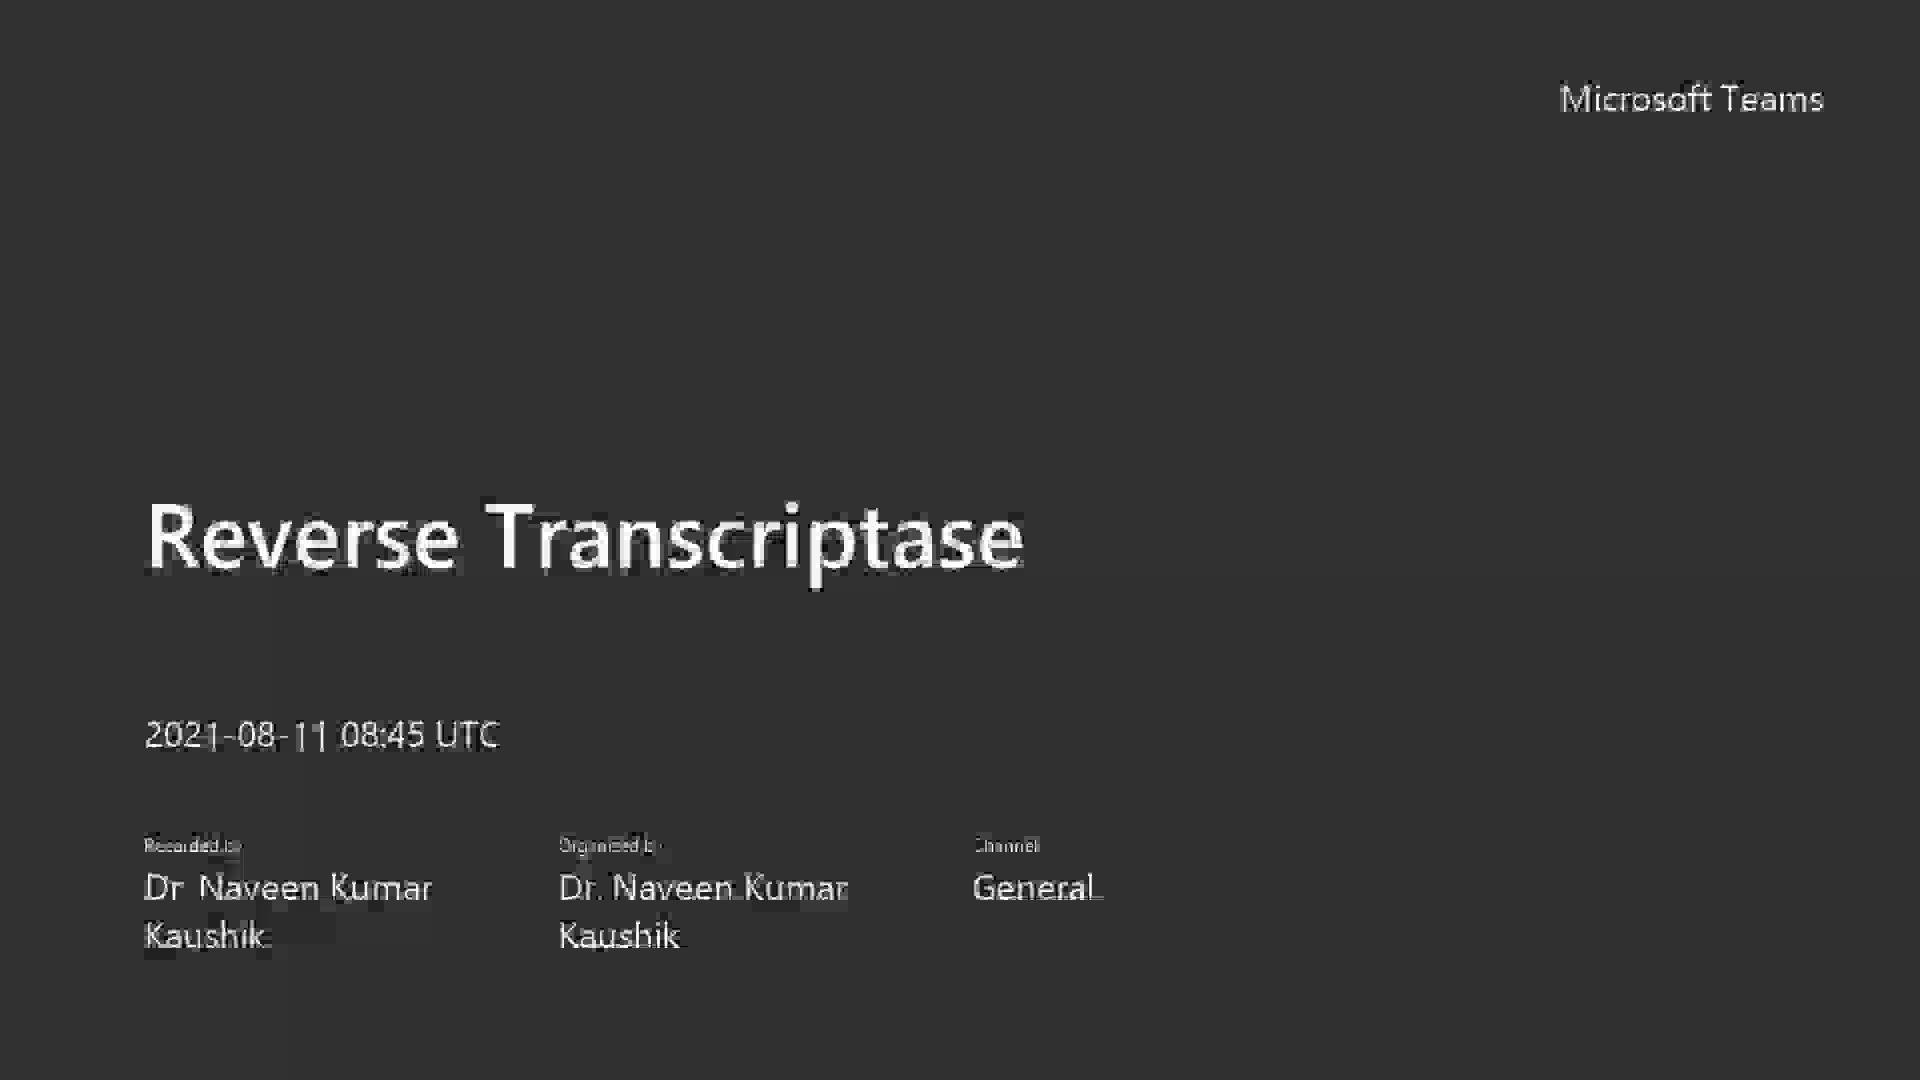 Microsoft Teams
Reverse Transcriptase
2021-08-11 08:45 UTC
Recorded by
Organized by
Channel
Dr. Naveen Kumar
Kaushik
Dr. Naveen Kumar
Kaushik
General